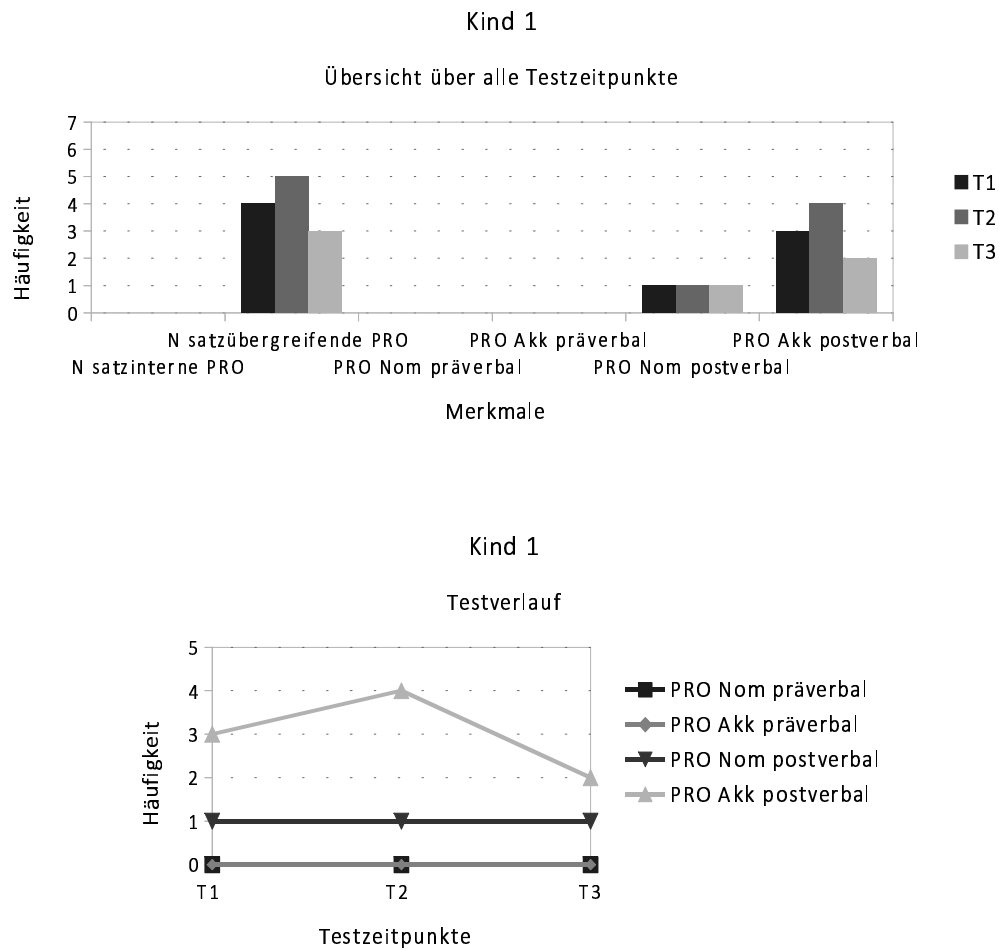 Kind 1
Übersicht über alle Testzeitpunkte
7
6
5
4
3
2
1
0
Häufigkeit
T1
T2
T3
N satzübergreifende PRO PRO Akk präverbal PRO Akk postverbal
N satzinterne PRO PRO Nom präverbal PRO Nom postverbal
Merkmale
Kind 1
Testverlauf
5
4
3
2
1
0
Häufigkeit
T1 T2 T3
Testzeitpunkte
PRO Nom präverbal
PRO Akk präverbal
PRO Nom postverbal
PRO Akk postverbal